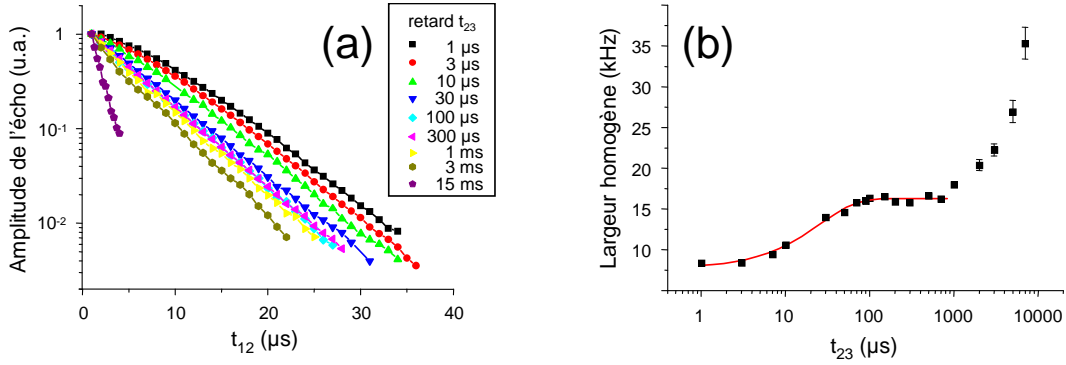 (a)
Amplitude de l'écho (u.a.)
1
10-1
10-2
0
10
20
30
40
t12 (µs)
retard t23
1 µs
3 µs
10 µs
30 µs
100 µs
300 µs
1 ms
3 ms
15 ms
(b)
Largeur homogène (kHz)
35
30
25
20
15
10
1
10
100
1000
10000
t23 (µs)